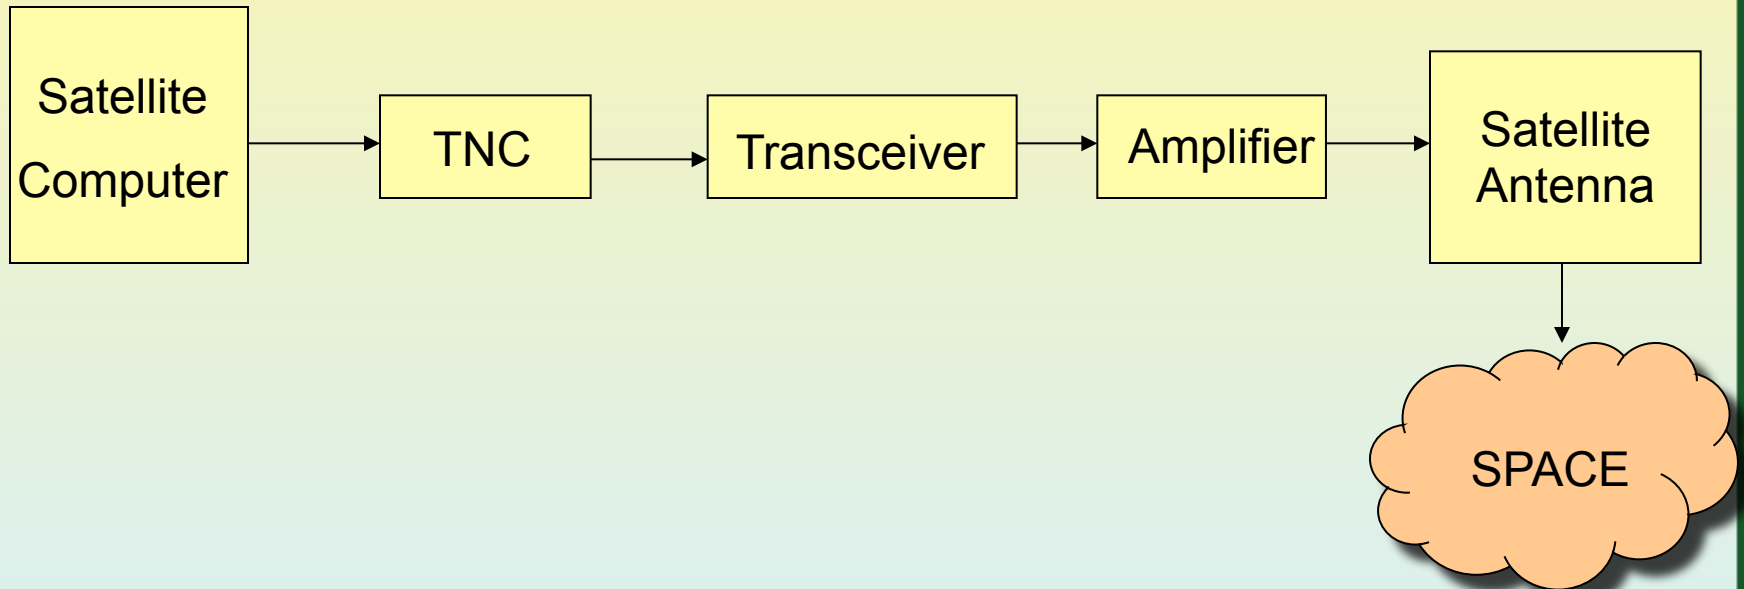 Satellite
Computer
TNC
Transceiver
Amplifier
Satellite
Antenna
SPACE